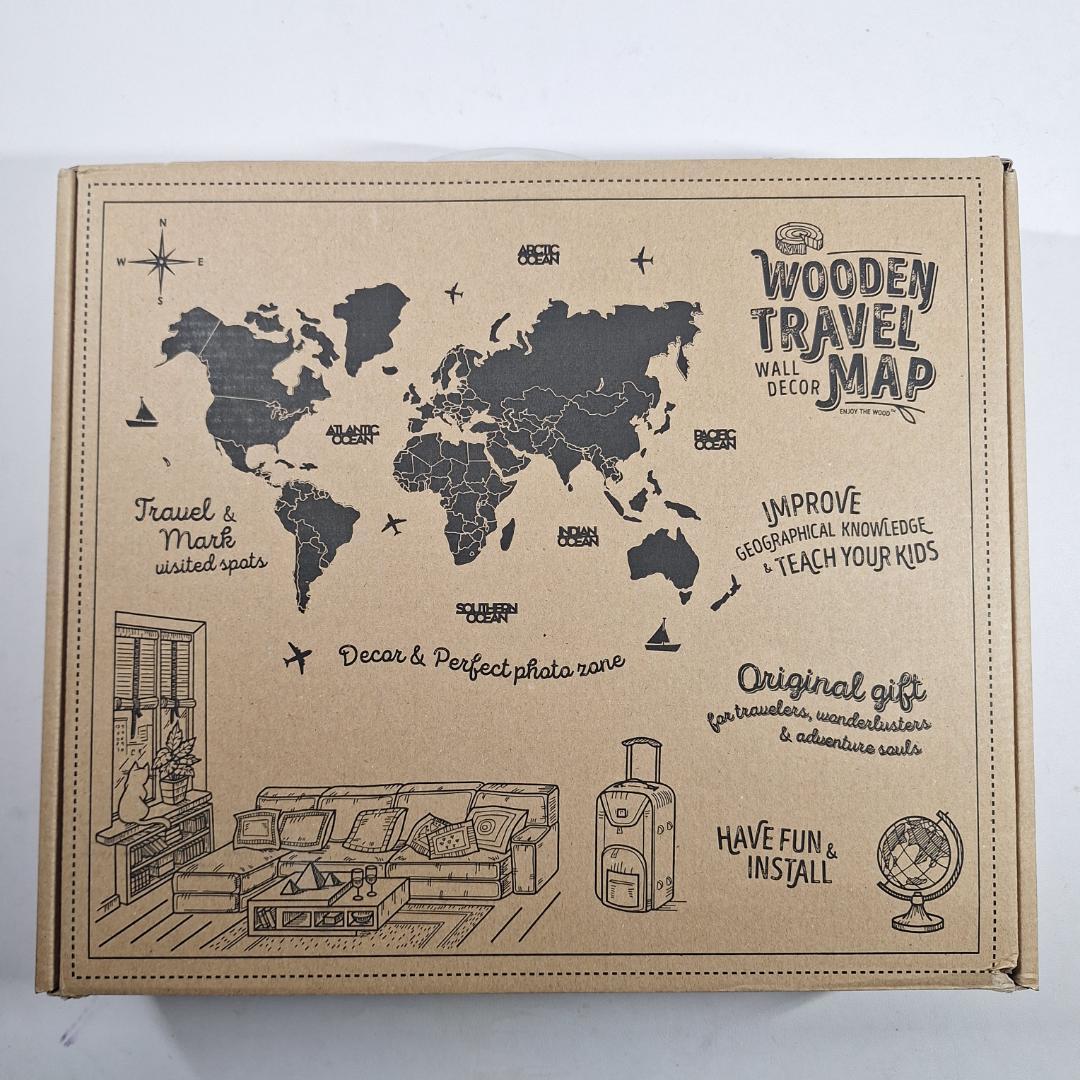 N
W E
S
ARCTIC
OCEAN
WOODEN
TRAVEL
WALL
DECOR MAP
ENJOY THE WOOD™
ATLANTIC
OCEAN
PACIFIC
OCEAN
Travel &
Mark
visited spots
IMPROVE
GEOGRAPHICAL KNOWLEDGE
& TEACH YOUR KIDS
INDIAN
OCEAN
SOUTHERN
OCEAN
Decor & Perfect photo zone
Original gift
for travelers, wonderlusters
& adventure souls
HAVE FUN &
INSTALL